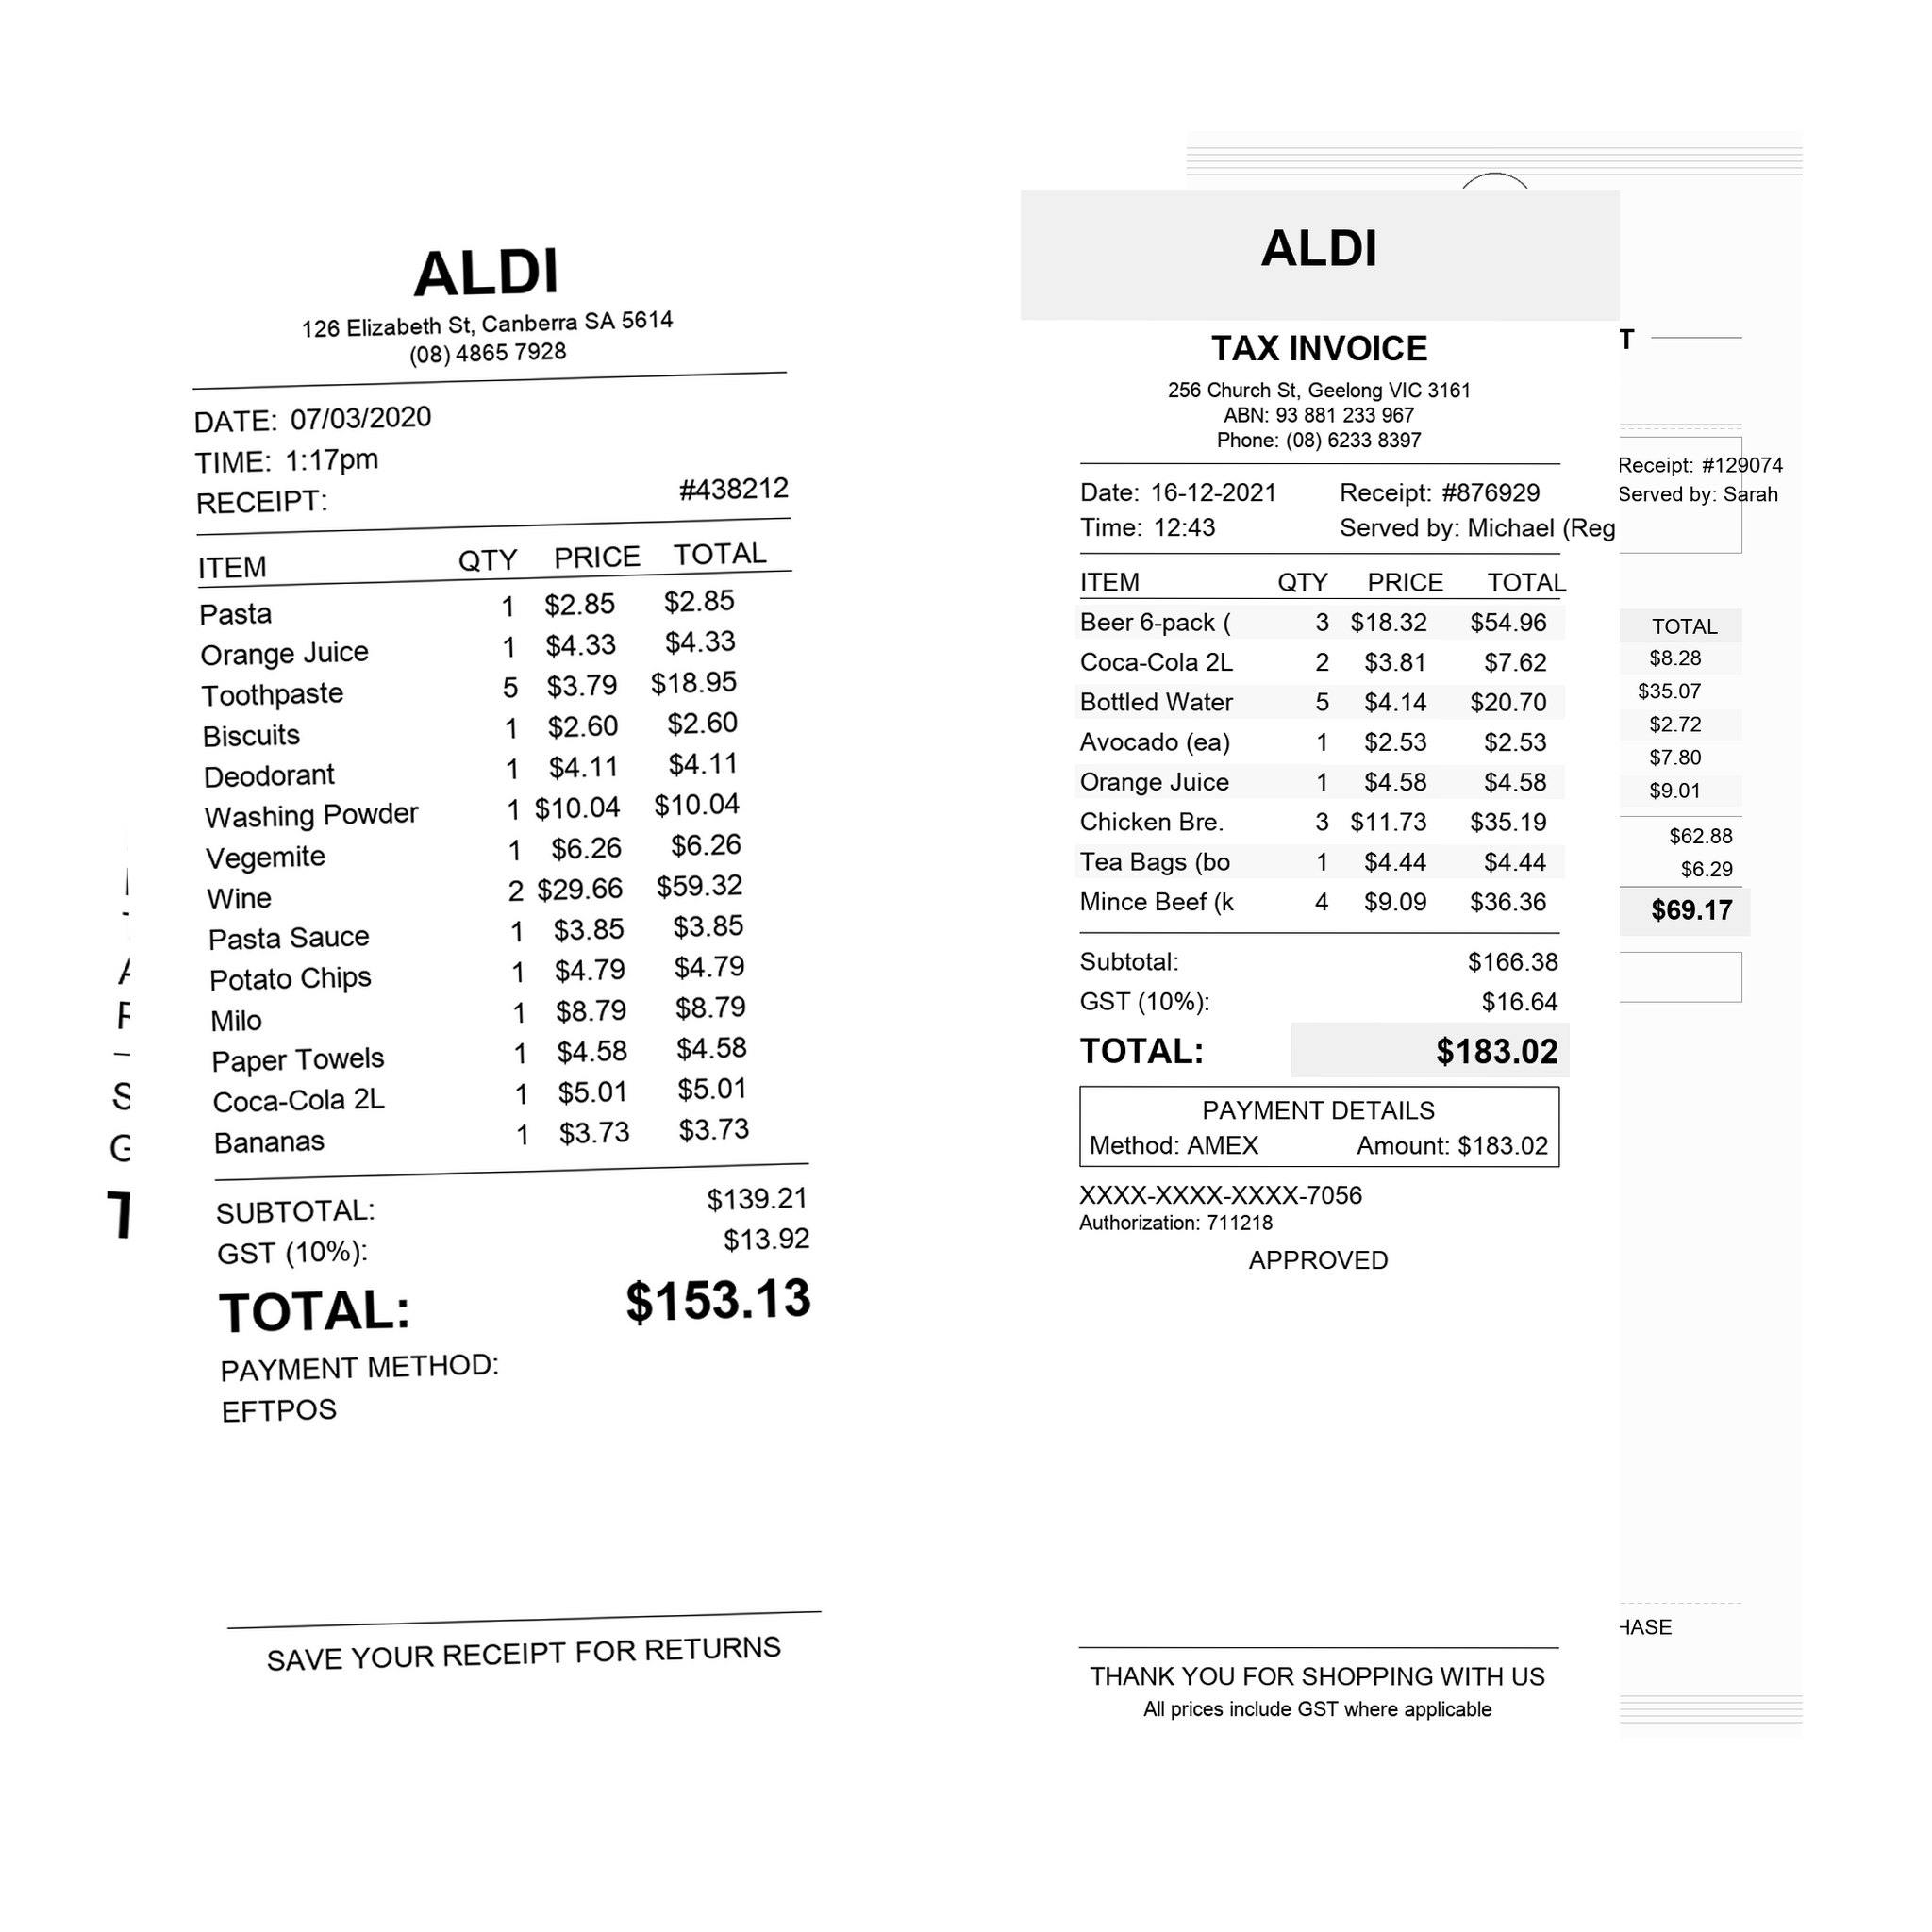 ALDI
126 Elizabeth St, Canberra SA 5614
(08) 4865 7928
DATE: 07/03/2020
TIME: 1:17pm
RECEIPT: #438212
ITEM QTY PRICE TOTAL
Pasta 1 $2.85 $2.85
Orange Juice 1 $4.33 $4.33
Toothpaste 5 $3.79 $18.95
Biscuits 1 $2.60 $2.60
Deodorant 1 $4.11 $4.11
Washing Powder 1 $10.04 $10.04
Vegemite 1 $6.26 $6.26
Wine 2 $29.66 $59.32
Pasta Sauce 1 $3.85 $3.85
Potato Chips 1 $4.79 $4.79
Milo 1 $8.79 $8.79
Paper Towels 1 $4.58 $4.58
Coca-Cola 2L 1 $5.01 $5.01
Bananas 1 $3.73 $3.73
SUBTOTAL: $139.21
GST (10%): $13.92
TOTAL: $153.13
PAYMENT METHOD:
EFTPOS
SAVE YOUR RECEIPT FOR RETURNS
ALDI
TAX INVOICE
256 Church St, Geelong VIC 3161
ABN: 93 881 233 967
Phone: (08) 6233 8397
Date: 16-12-2021 Receipt: #876929
Time: 12:43 Served by: Michael (Reg
ITEM QTY PRICE TOTAL
Beer 6-pack ( 3 $18.32 $54.96
Coca-Cola 2L 2 $3.81 $7.62
Bottled Water 5 $4.14 $20.70
Avocado (ea) 1 $2.53 $2.53
Orange Juice 1 $4.58 $4.58
Chicken Bre. 3 $11.73 $35.19
Tea Bags (bo 1 $4.44 $4.44
Mince Beef (k 4 $9.09 $36.36
Subtotal: $166.38
GST (10%): $16.64
TOTAL: $183.02
PAYMENT DETAILS
Method: AMEX Amount: $183.02
XXXX-XXXX-XXXX-7056
Authorization: 711218
APPROVED
THANK YOU FOR SHOPPING WITH US
All prices include GST where applicable
Receipt: #129074
Served by: Sarah
TOTAL
$8.28
$35.07
$2.72
$7.80
$9.01
$62.88
$6.29
$69.17